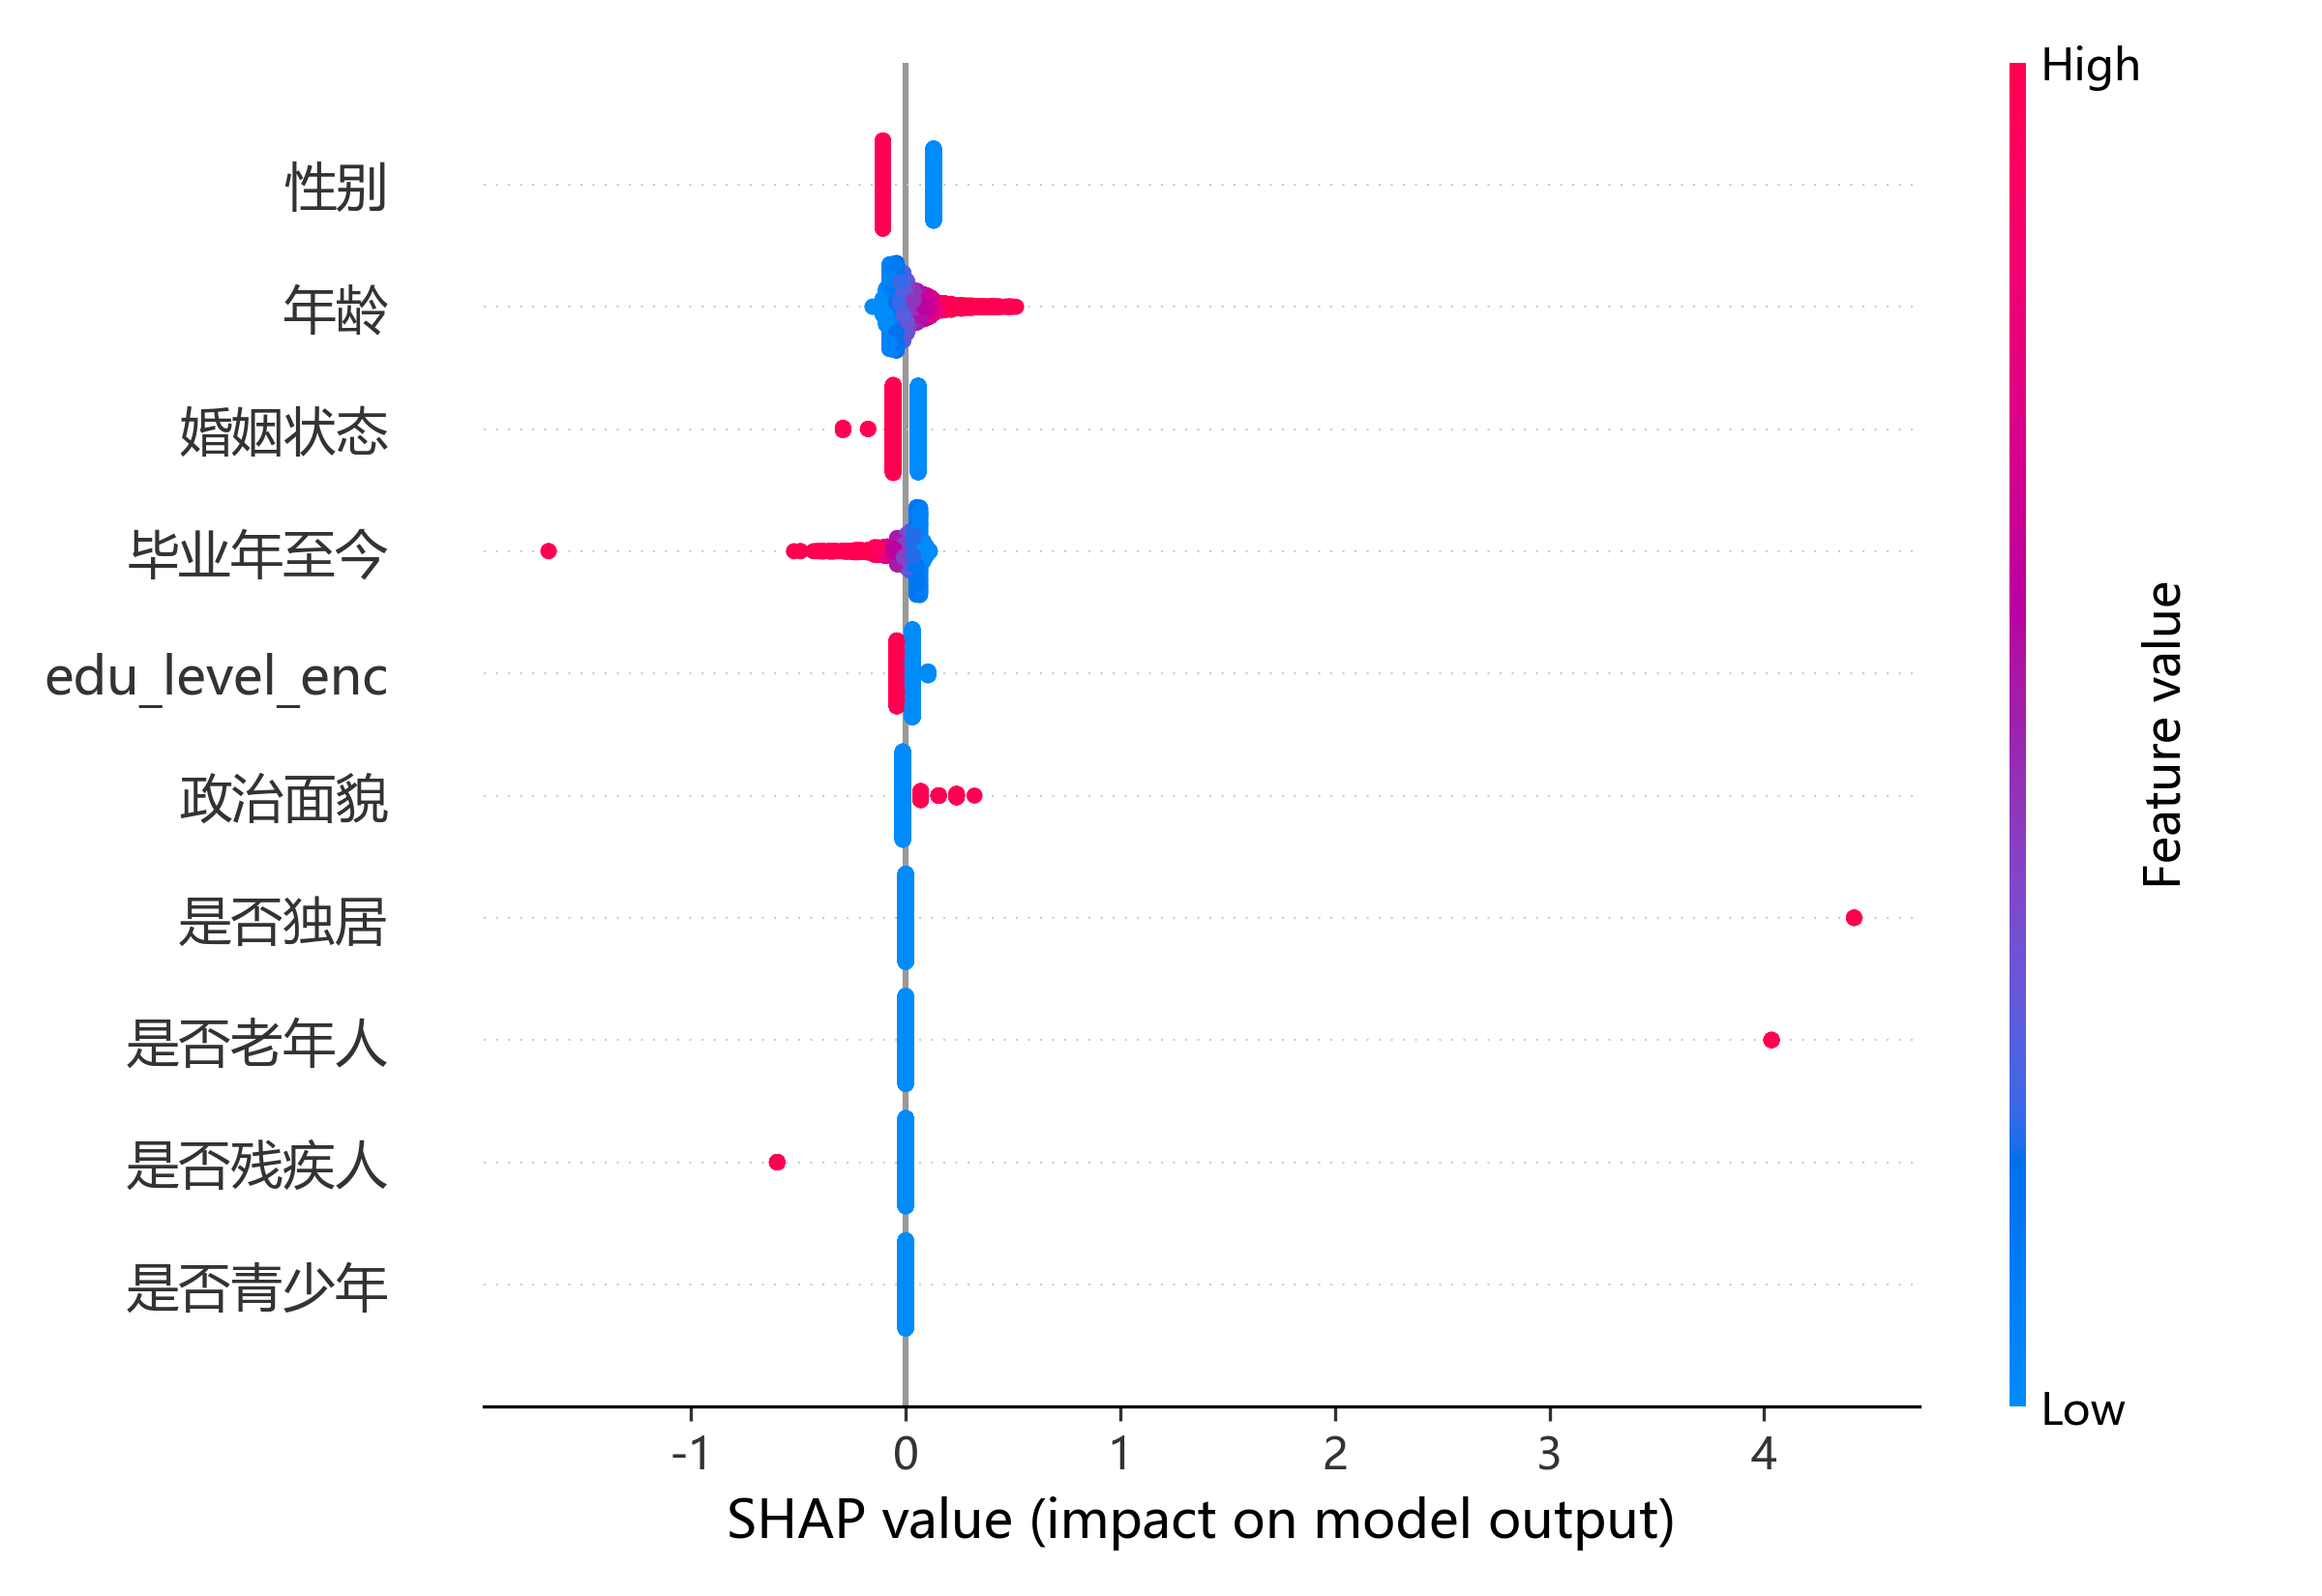 High
性别
年龄
婚姻状态
毕业年至今
edu_level_enc
政治面貌
是否独居
是否老年人
是否残疾人
是否青少年
Feature value
Low
-1 0 1 2 3 4
SHAP value (impact on model output)